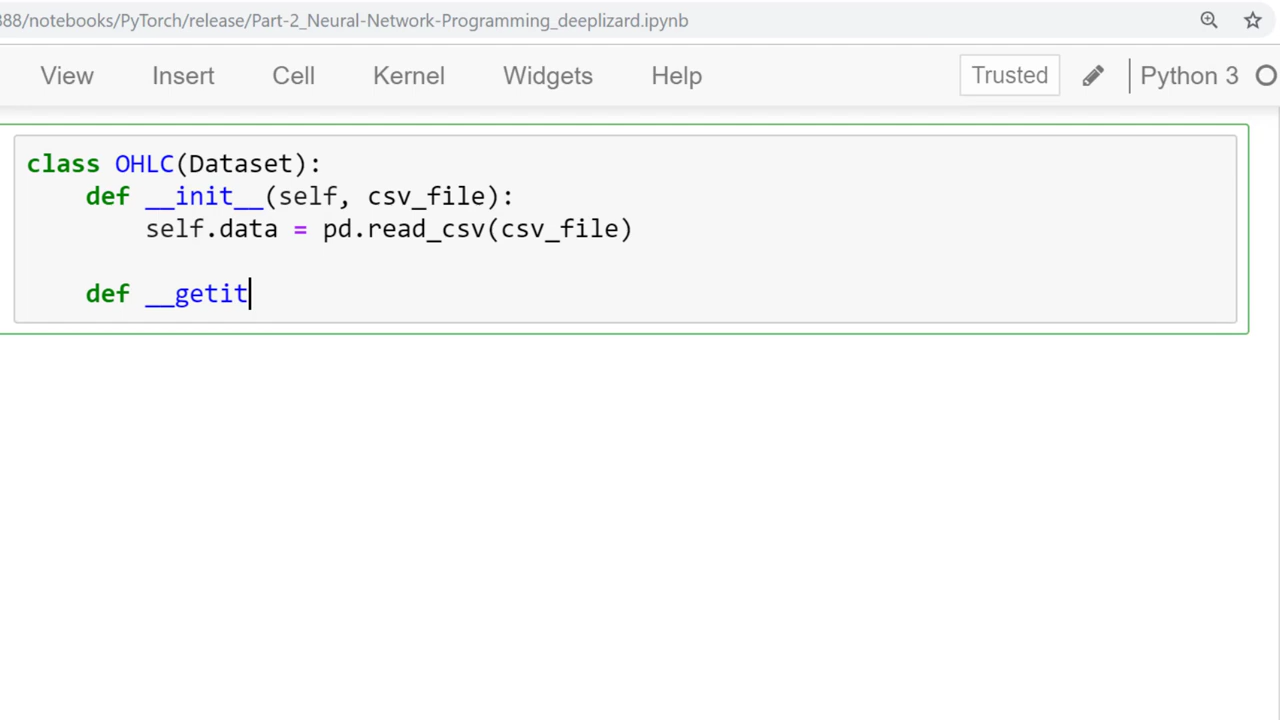 388/notebooks/PyTorch/release/Part-2_Neural-Network-Programming_deeplizard.ipynb
View Insert Cell Kernel Widgets Help Trusted Python 3
class OHLC(Dataset):
    def __init__(self, csv_file):
        self.data = pd.read_csv(csv_file)
    def __getit